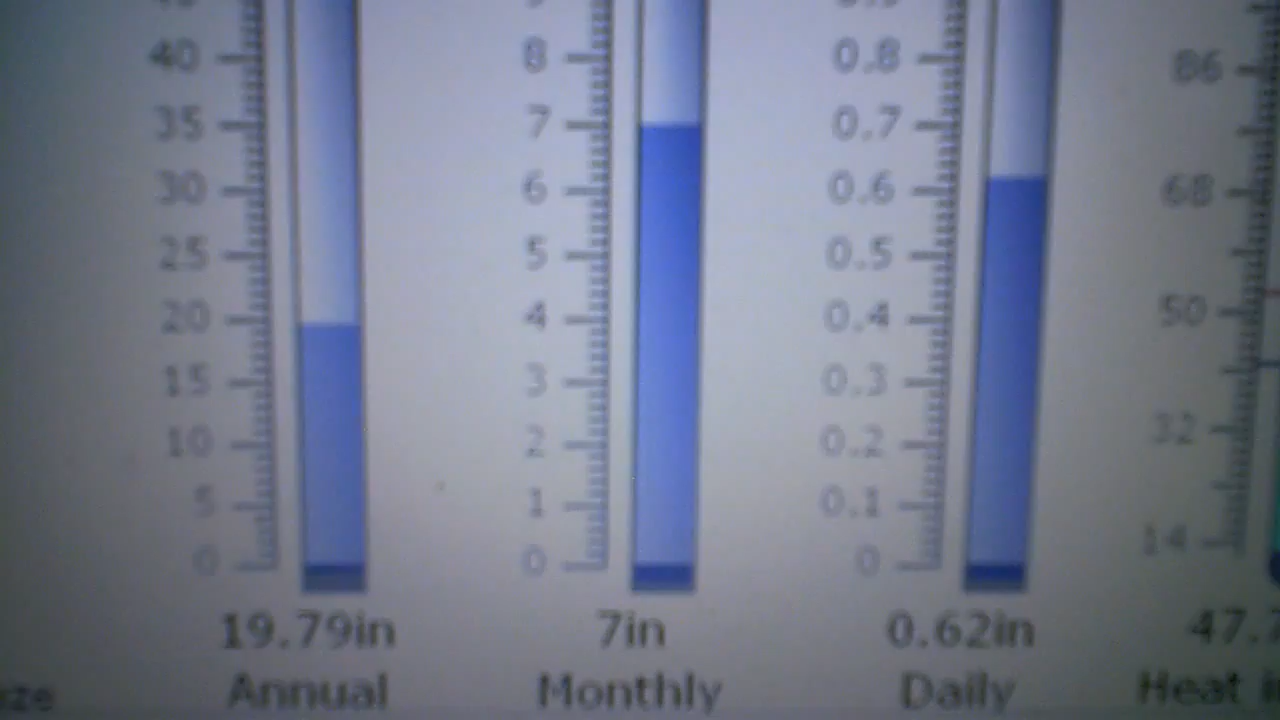 40 8 0.8 86
35 7 0.7
30 6 0.6 68
25 5 0.5
20 4 0.4 50
15 3 0.3
10 2 0.2 32
5 1 0.1
0 0 0 14
19.79in 7in 0.62in 47.
Annual Monthly Daily Heat